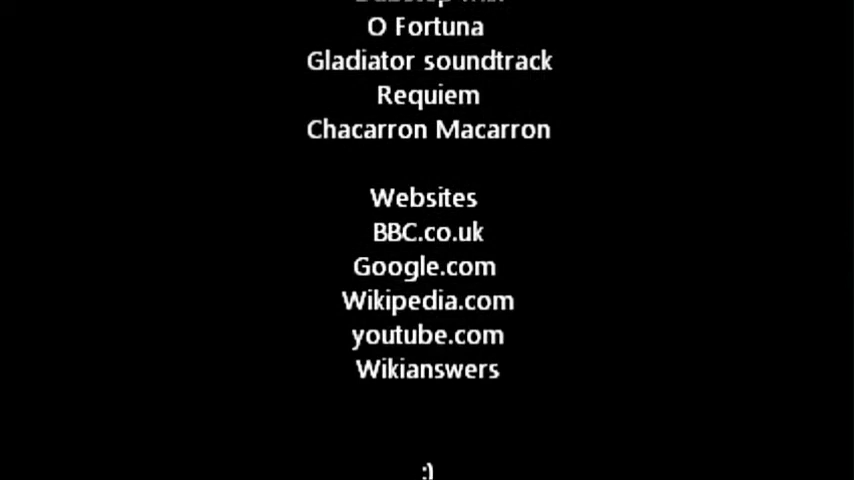 O Fortuna
Gladiator soundtrack
Requiem
Chacarron Macarron
Websites
BBC.co.uk
Google.com
Wikipedia.com
youtube.com
Wikianswers
:)